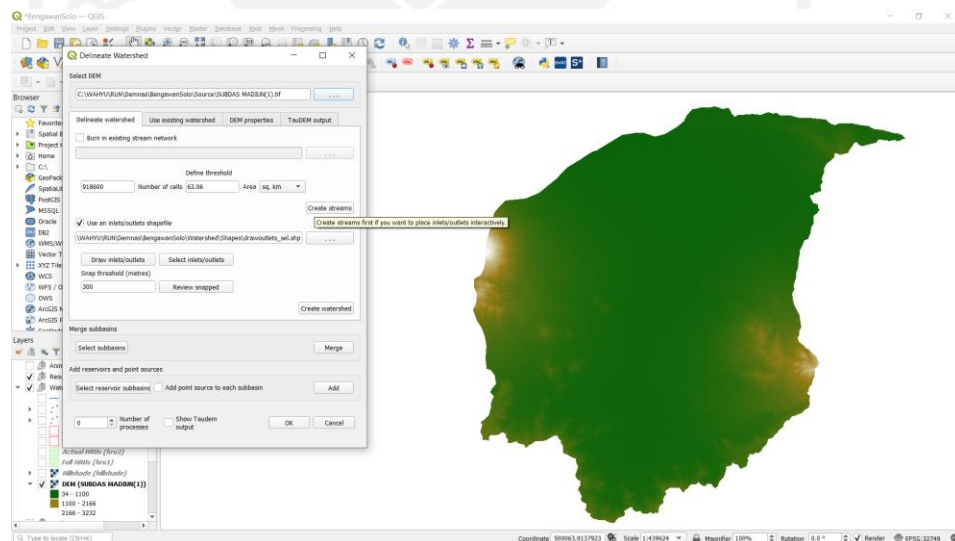 *BengawanSolo — QGIS
Project Edit View Layer Settings Plugins Vector Raster Database Web Mesh Processing Help
Delineate Watershed
Select DEM
C:\WAHYU\RUN\Demnas\BengawanSolo\Source\SUBDAS MADIUN(1).tif
...
Delineate watershed Use existing watershed DEM properties TauDEM output
Burn in existing stream network
...
Define threshold
918600 Number of cells 63.06 Area sq. km
Create streams
Create streams first if you want to place inlets/outlets interactively.
Use an inlets/outlets shapefile
\WAHYU\RUN\Demnas\BengawanSolo\Watershed\Shapes\drawoutlets_sel.shp ...
Draw inlets/outlets Select inlets/outlets
Snap threshold (metres)
300 Review snapped
Create watershed
Merge subbasins
Select subbasins Merge
Add reservoirs and point sources
Select reservoir subbasins Add point source to each subbasin Add
0 Number of processes Show Taudem output OK Cancel
Browser
Favorite
Spatial B
Project H
Home
C:\
GeoPack
SpatiaLit
PostGIS
MSSQL
Oracle
DB2
WMS/W
Vector T
XYZ Tile
WCS
WFS / O
OWS
ArcGIS M
ArcGIS F
Layers
Wat
Actual HRUs (hru2)
Full HRUs (hru1)
Hillshade (hillshade)
DEM (SUBDAS MADIUN(1))
34 - 1100
1100 - 2166
2166 - 3232
Type to locate (Ctrl+K)
Coordinate 500063,9137923 Scale 1:439624 Magnifier 100% Rotation 0.0 ° Render EPSG:32749